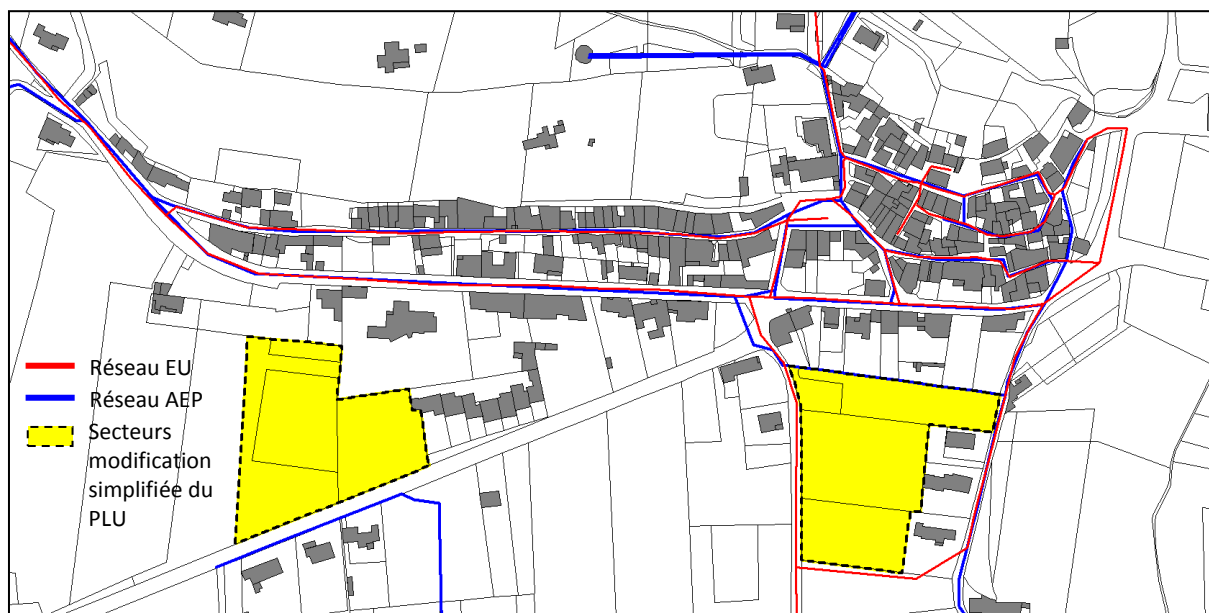 Réseau EU
Réseau AEP
Secteurs
modification
simplifiée du
PLU